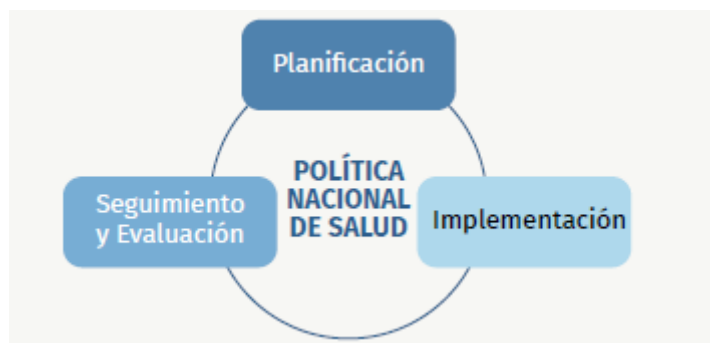 Planificación
POLÍTICA
NACIONAL
DE SALUD
Seguimiento
y Evaluación
Implementación